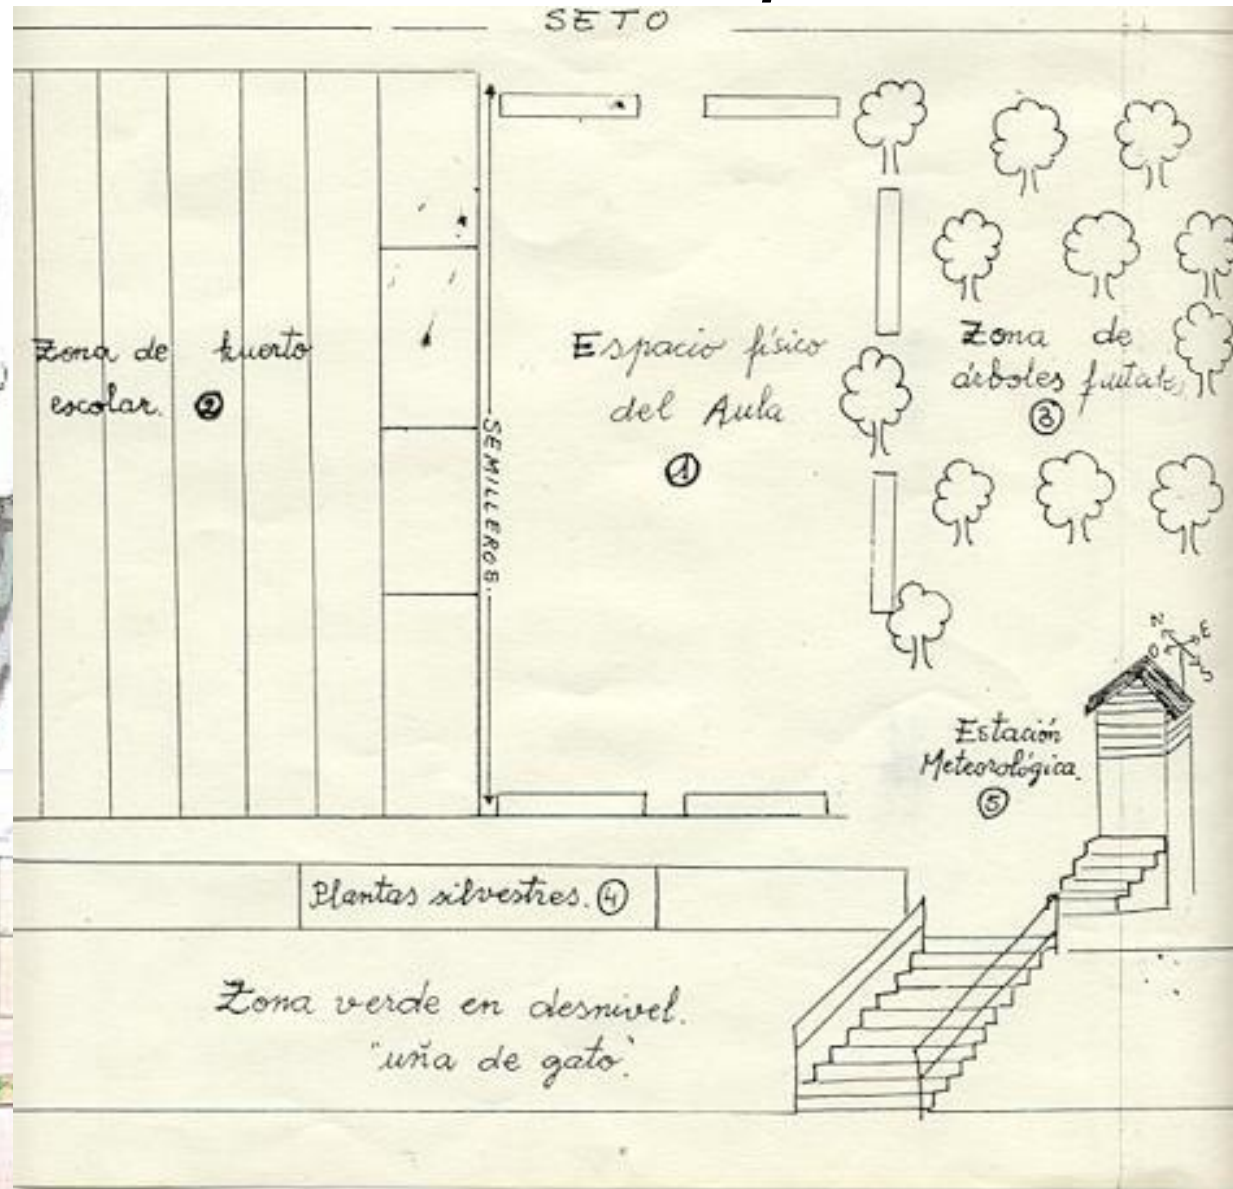 SETO
Zona de huerto
escolar. 2
SEMILLEROS.
Espacio físico
del Aula
1
Zona de
árboles frutales
3
N
E
O
S
Estación
Meteorológica.
5
Plantas silvestres. 4
Zona verde en desnivel.
"uña de gato".